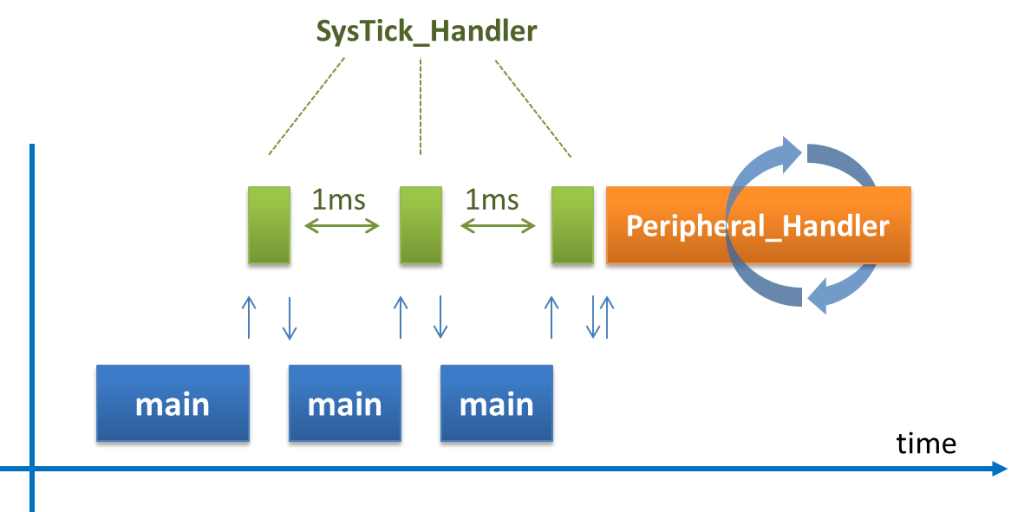 SysTick_Handler
1ms
1ms
Peripheral_Handler
main
main
main
time